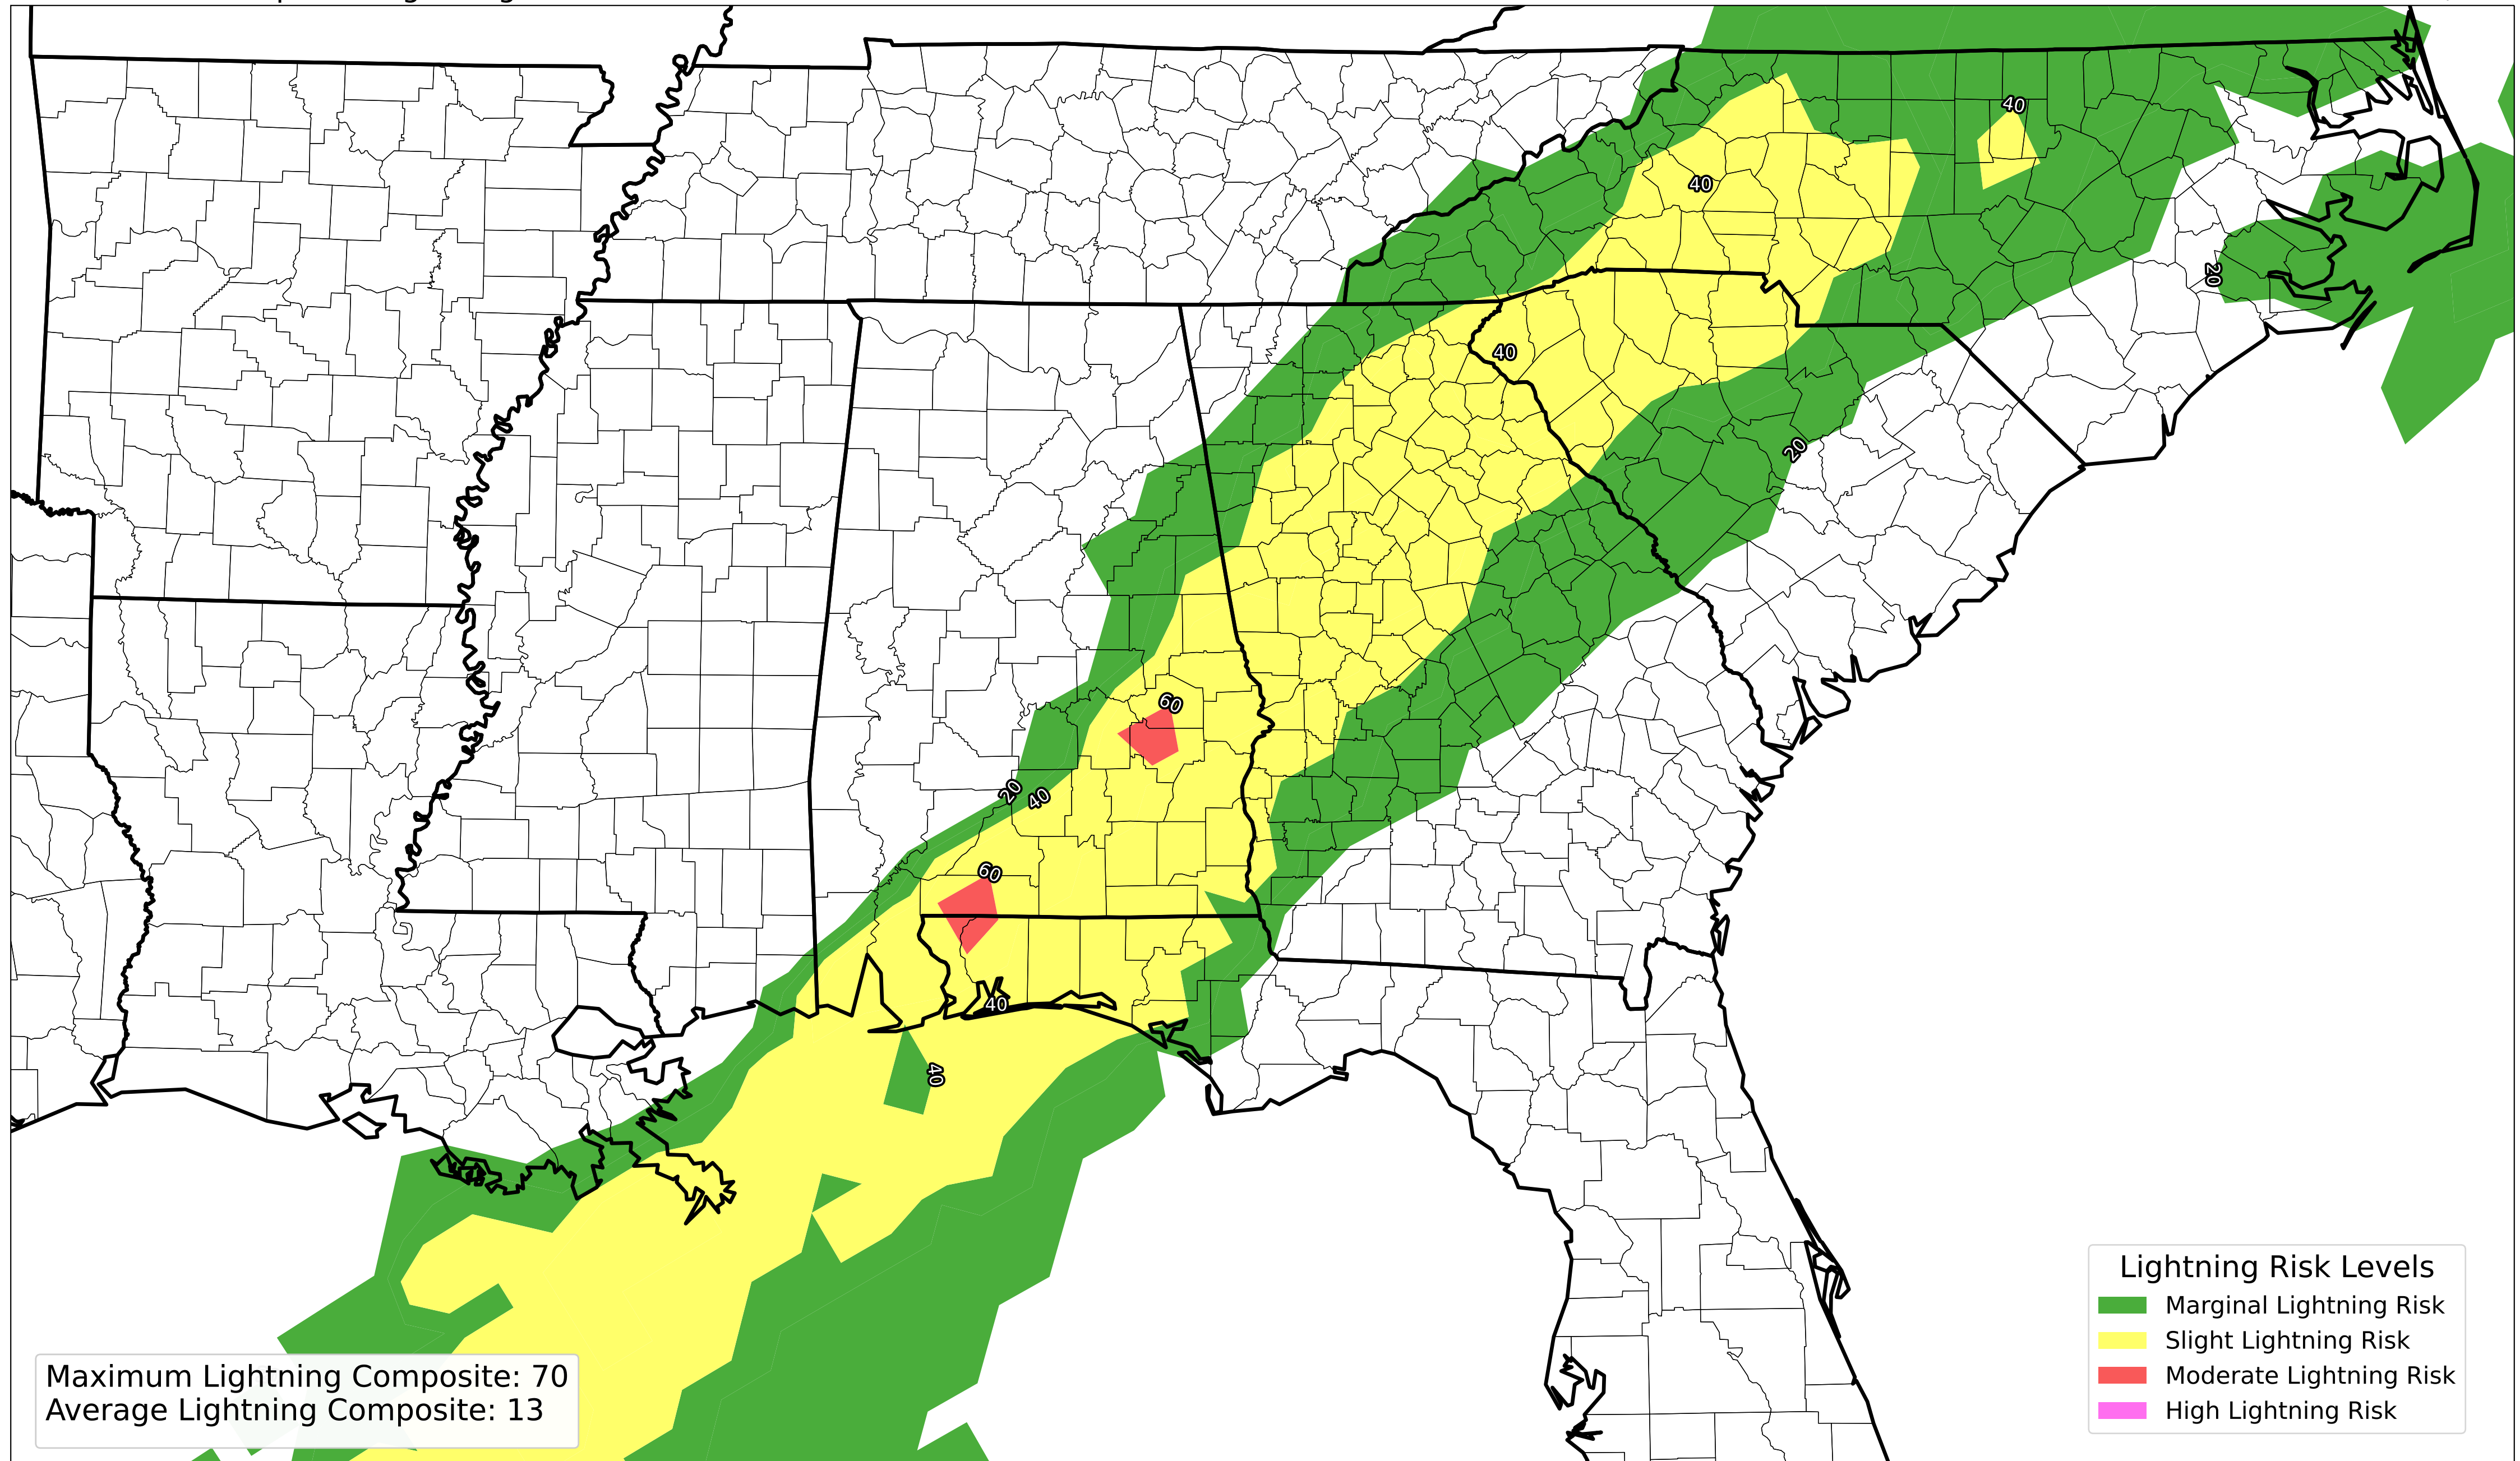 40
40
20
40
20
60
20
40
60
40
40
Lightning Risk Levels
Marginal Lightning Risk
Slight Lightning Risk
Moderate Lightning Risk
High Lightning Risk
Maximum Lightning Composite: 70
Average Lightning Composite: 13